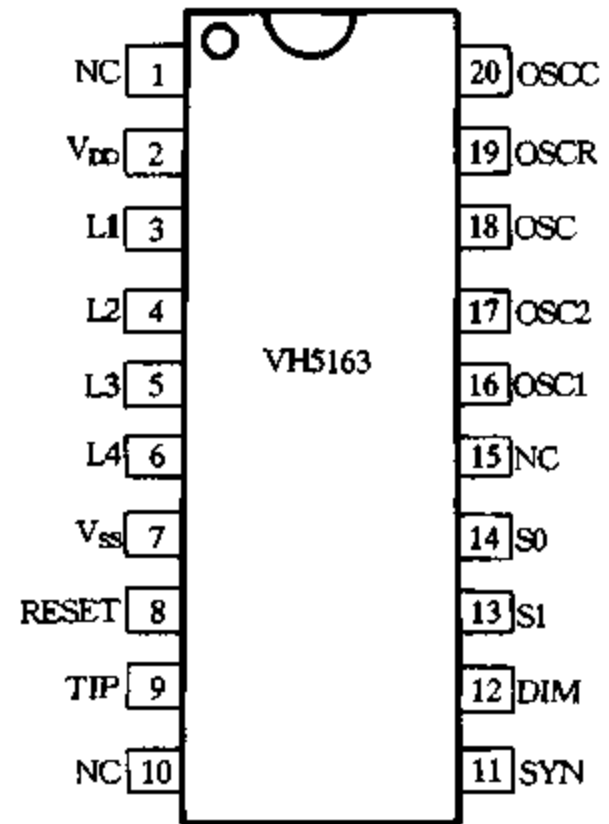 NC 1 20 OSCC
VDD 2 19 OSCR
L1 3 18 OSC
L2 4 17 OSC2
VH5163
L3 5 16 OSC1
L4 6 15 NC
VSS 7 14 S0
RESET 8 13 S1
TIP 9 12 DIM
NC 10 11 SYN